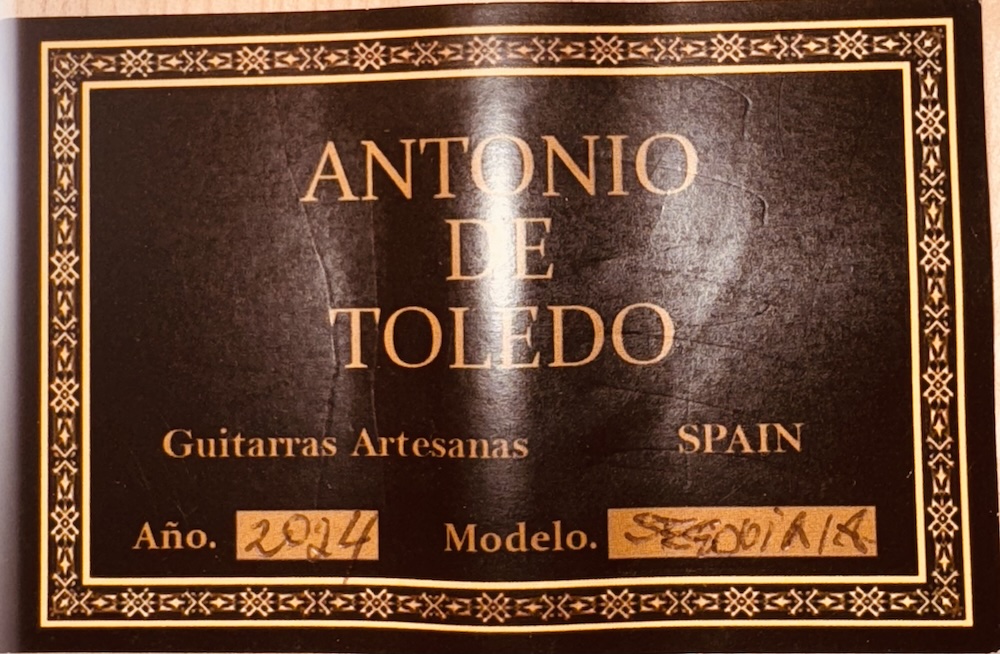 ANTONIO
DE
TOLEDO
Guitarras Artesanas SPAIN
Año. 2024 Modelo.